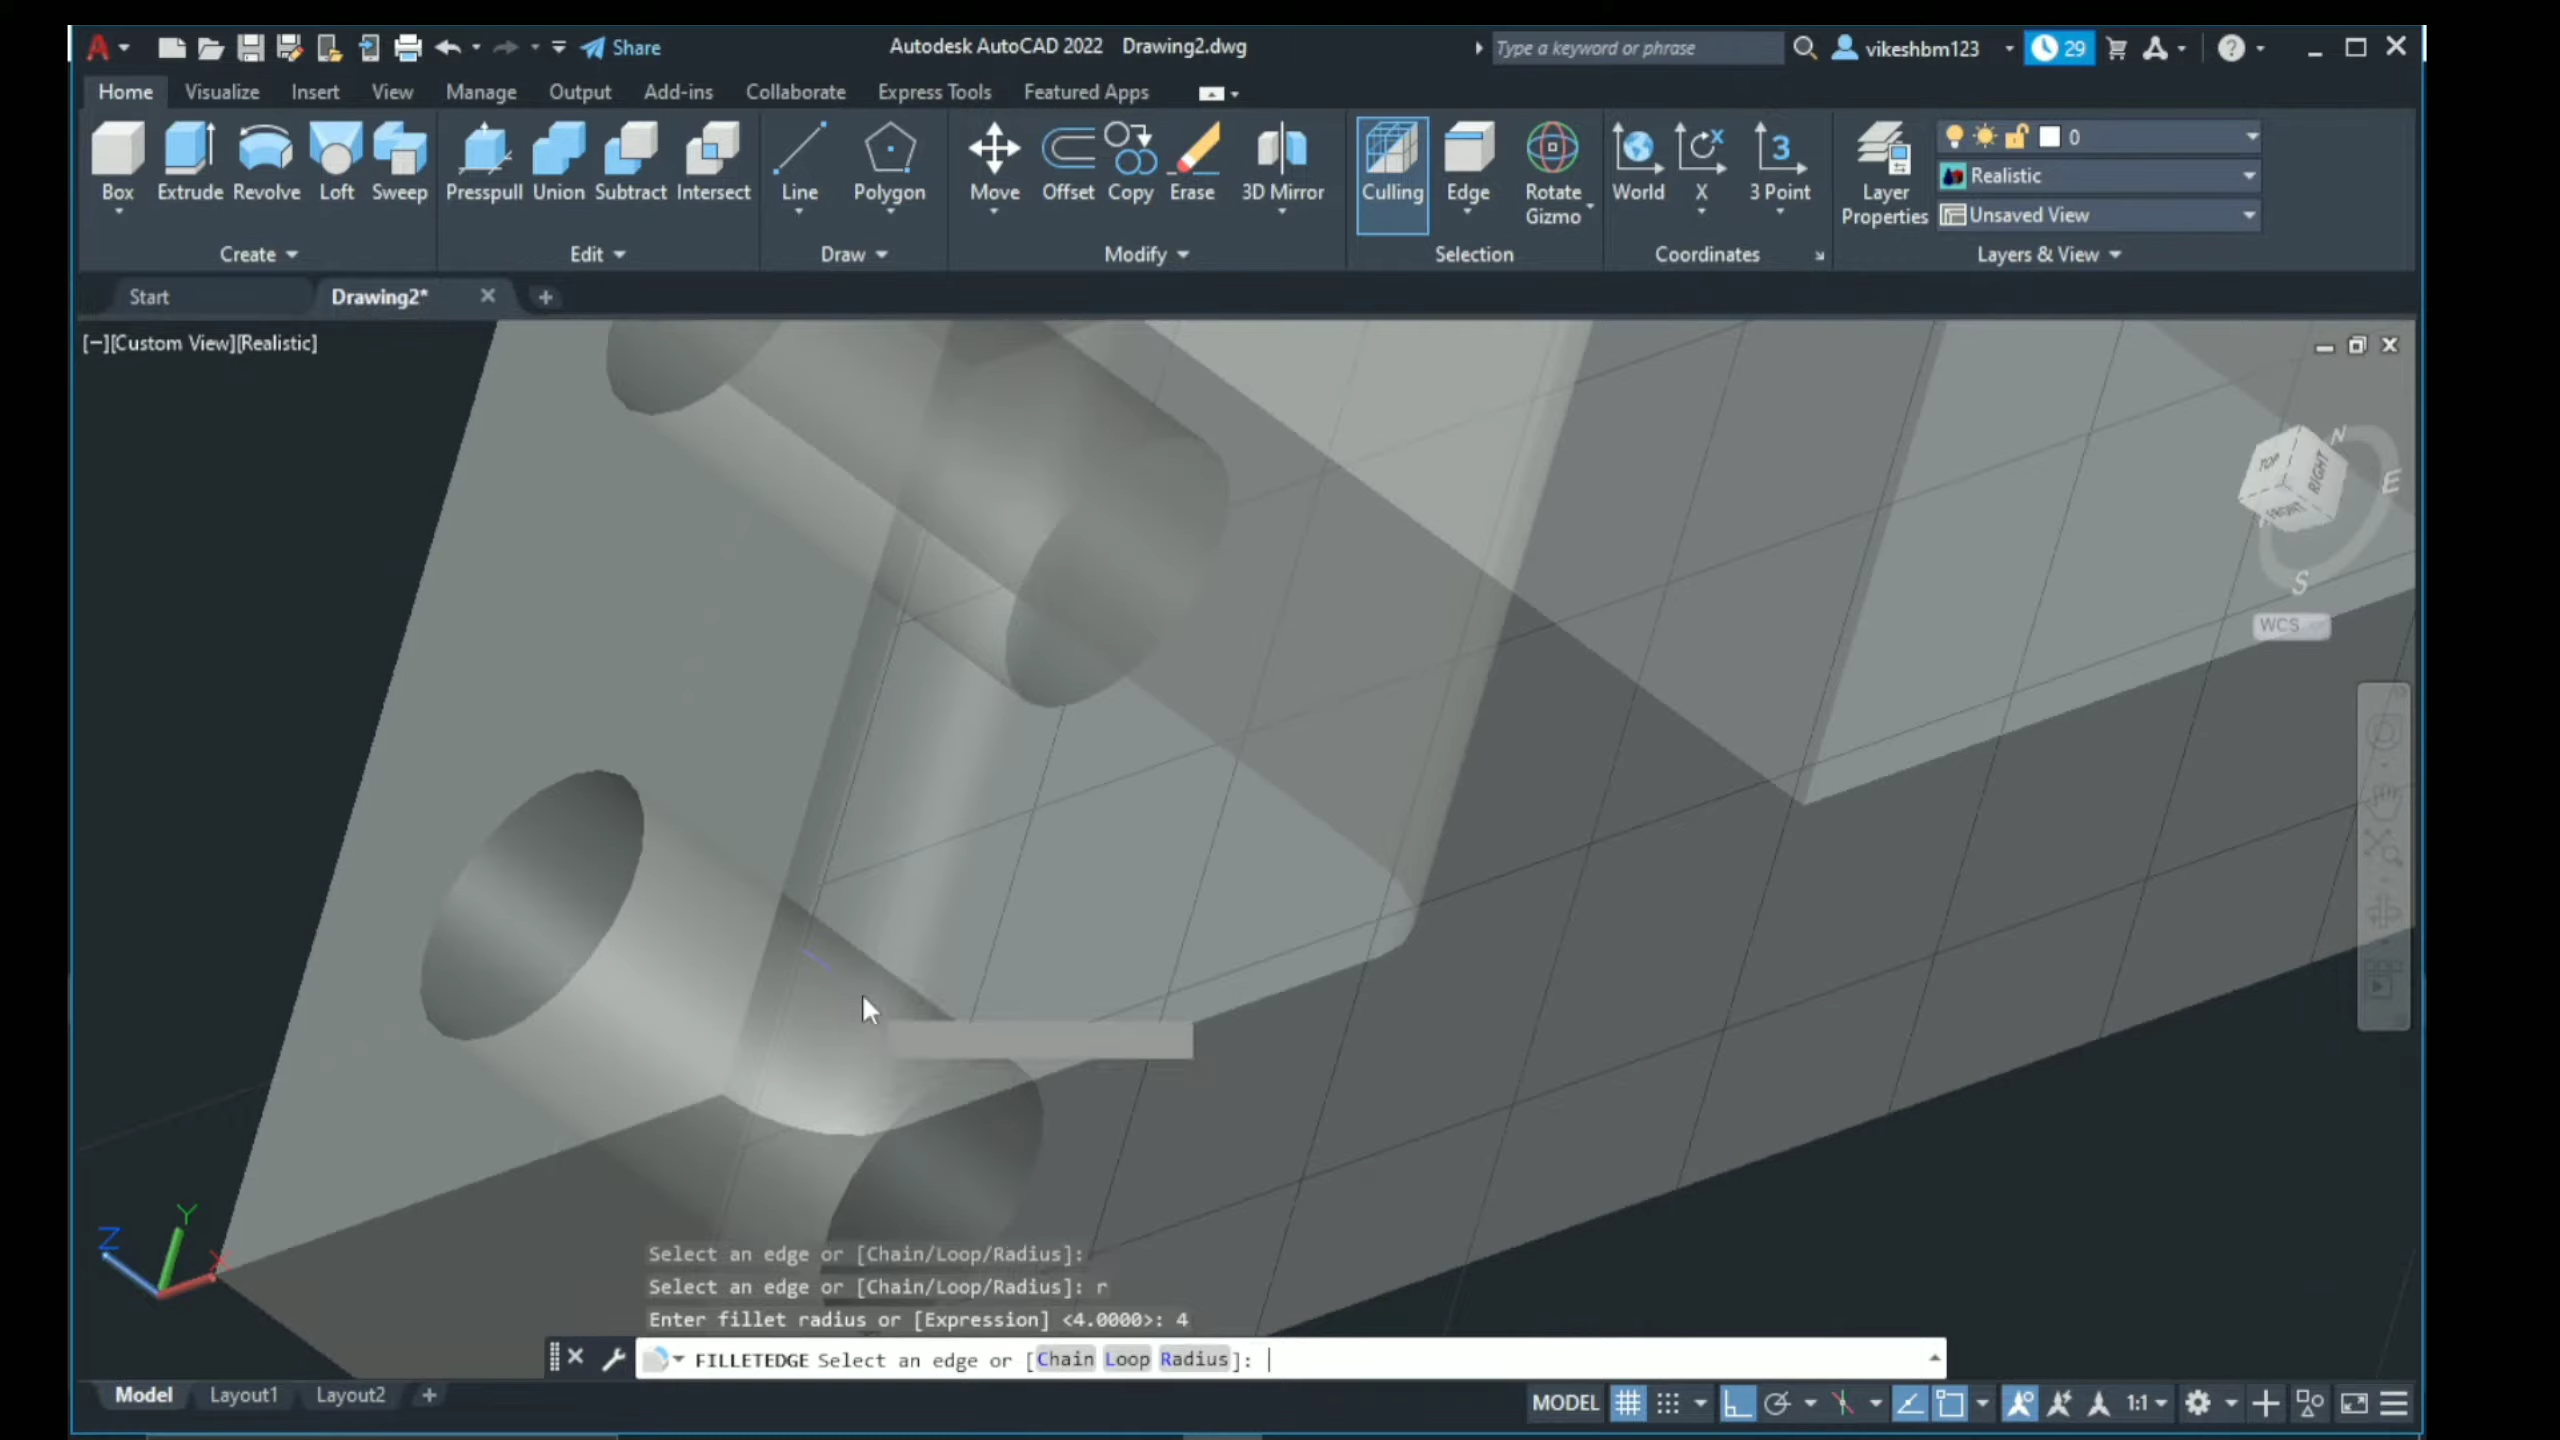 Share
Autodesk AutoCAD 2022 Drawing2.dwg
Type a keyword or phrase
vikeshbm123
29
Home Visualize Insert View Manage Output Add-ins Collaborate Express Tools Featured Apps
Box Extrude Revolve Loft Sweep Presspull Union Subtract Intersect Line Polygon Move Offset Copy Erase 3D Mirror Culling Edge Rotate Gizmo World X 3 Point Layer Properties
0
Realistic
Unsaved View
Create Edit Draw Modify Selection Coordinates Layers & View
Start Drawing2*
[−][Custom View][Realistic]
N
TOP RIGHT
E
FRONT
S
WCS
Y
Z X
Select an edge or [Chain/Loop/Radius]:
Select an edge or [Chain/Loop/Radius]: r
Enter fillet radius or [Expression] <4.0000>: 4
FILLETEDGE Select an edge or [Chain Loop Radius]:
Model Layout1 Layout2
MODEL 1:1